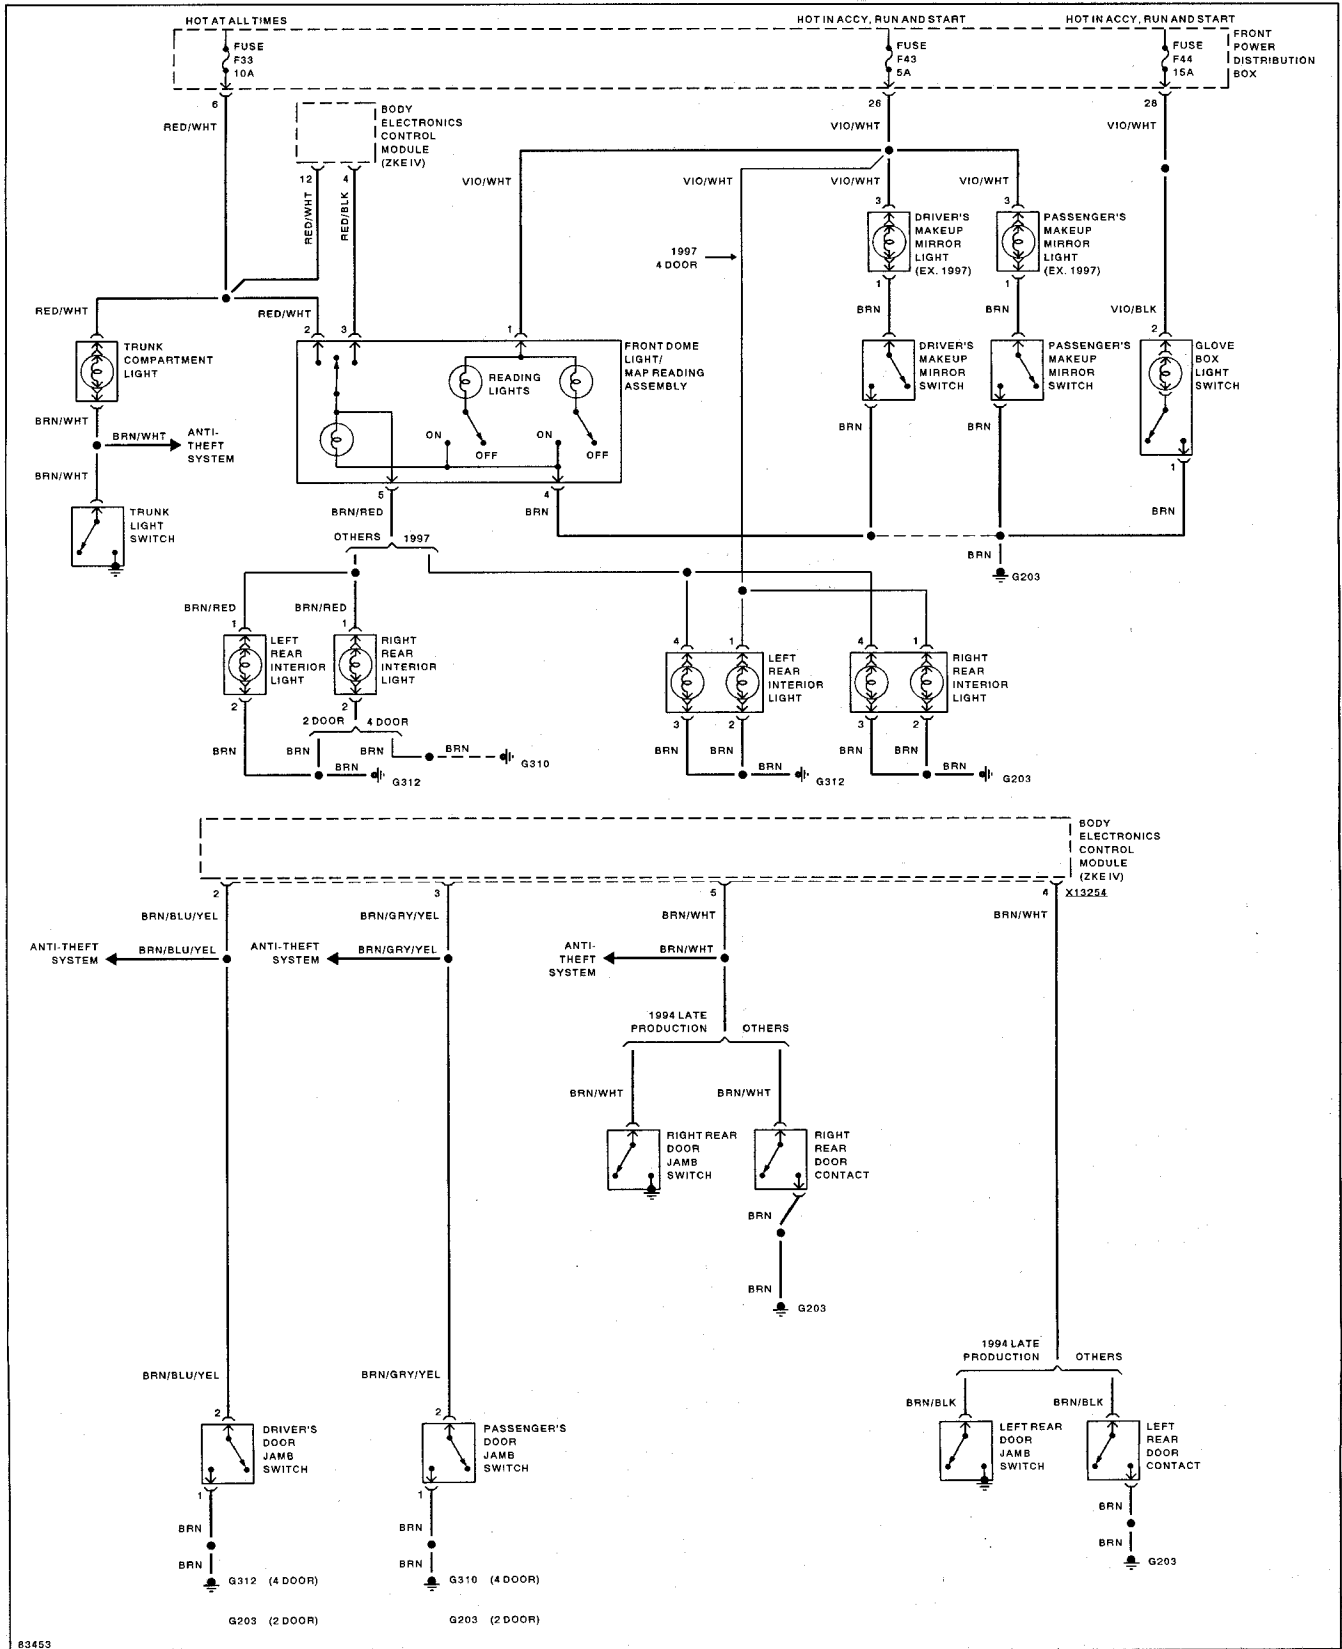 HOT AT ALL TIMES
HOT IN ACCY, RUN AND START
HOT IN ACCY, RUN AND START
FUSE
F33
10A
FUSE
F43
5A
FUSE
F44
15A
FRONT
POWER
DISTRIBUTION
BOX
6
26
28
RED/WHT
BODY
ELECTRONICS
CONTROL
MODULE
(ZKE IV)
VIO/WHT
VIO/WHT
12
4
RED/WHT
RED/BLK
VIO/WHT
VIO/WHT
VIO/WHT
VIO/WHT
3
3
DRIVER'S
MAKEUP
MIRROR
LIGHT
(EX. 1997)
PASSENGER'S
MAKEUP
MIRROR
LIGHT
(EX. 1997)
1997
4 DOOR
1
1
RED/WHT
RED/WHT
BRN
BRN
VIO/BLK
2
3
1
2
TRUNK
COMPARTMENT
LIGHT
READING
LIGHTS
FRONT DOME
LIGHT/
MAP READING
ASSEMBLY
DRIVER'S
MAKEUP
MIRROR
SWITCH
PASSENGER'S
MAKEUP
MIRROR
SWITCH
GLOVE
BOX
LIGHT
SWITCH
BRN/WHT
BRN/WHT
ANTI-
THEFT
SYSTEM
ON
OFF
ON
OFF
BRN
BRN
BRN/WHT
5
4
1
TRUNK
LIGHT
SWITCH
BRN/RED
BRN
BRN
OTHERS
1997
BRN
G203
BRN/RED
BRN/RED
1
1
LEFT
REAR
INTERIOR
LIGHT
RIGHT
REAR
INTERIOR
LIGHT
4
1
LEFT
REAR
INTERIOR
LIGHT
4
1
RIGHT
REAR
INTERIOR
LIGHT
2
2
3
2
3
2
2 DOOR
4 DOOR
BRN
BRN
BRN
BRN
BRN
BRN
BRN
BRN
BRN
G312
G310
BRN
G312
BRN
G203
BODY
ELECTRONICS
CONTROL
MODULE
(ZKE IV)
2
3
5
4
X13254
BRN/BLU/YEL
BRN/GRY/YEL
BRN/WHT
BRN/WHT
ANTI-THEFT
SYSTEM
BRN/BLU/YEL
ANTI-THEFT
SYSTEM
BRN/GRY/YEL
ANTI-
THEFT
SYSTEM
BRN/WHT
1994 LATE
PRODUCTION
OTHERS
BRN/WHT
BRN/WHT
RIGHT REAR
DOOR
JAMB
SWITCH
RIGHT
REAR
DOOR
CONTACT
BRN
BRN
G203
1994 LATE
PRODUCTION
OTHERS
BRN/BLU/YEL
BRN/GRY/YEL
BRN/BLK
BRN/BLK
2
2
DRIVER'S
DOOR
JAMB
SWITCH
PASSENGER'S
DOOR
JAMB
SWITCH
LEFT REAR
DOOR
JAMB
SWITCH
LEFT
REAR
DOOR
CONTACT
1
1
BRN
BRN
BRN
BRN
BRN
BRN
G203
G312 (4 DOOR)
G310 (4 DOOR)
G203 (2 DOOR)
G203 (2 DOOR)
83453